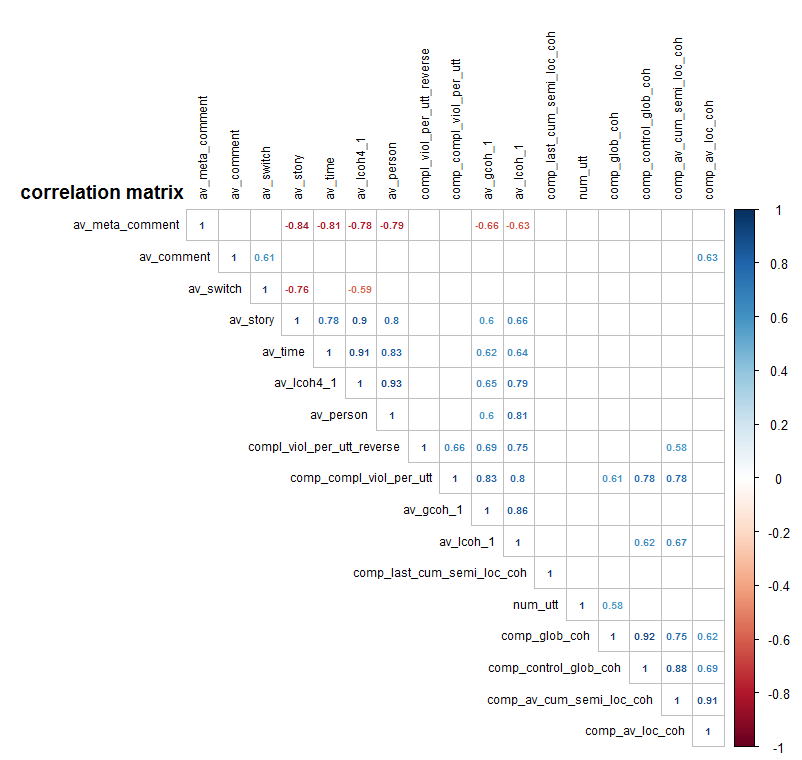 correlation matrix
av_meta_comment
av_comment
av_switch
av_story
av_time
av_lcoh4_1
av_person
compl_viol_per_utt_reverse
comp_compl_viol_per_utt
av_gcoh_1
av_lcoh_1
comp_last_cum_semi_loc_coh
num_utt
comp_glob_coh
comp_control_glob_coh
comp_av_cum_semi_loc_coh
comp_av_loc_coh
av_meta_comment 1 -0.84 -0.81 -0.78 -0.79 -0.66 -0.63
av_comment 1 0.61 0.63
av_switch 1 -0.76 -0.59
av_story 1 0.78 0.9 0.8 0.6 0.66
av_time 1 0.91 0.83 0.62 0.64
av_lcoh4_1 1 0.93 0.65 0.79
av_person 1 0.6 0.81
compl_viol_per_utt_reverse 1 0.66 0.69 0.75 0.58
comp_compl_viol_per_utt 1 0.83 0.8 0.61 0.78 0.78
av_gcoh_1 1 0.86
av_lcoh_1 1 0.62 0.67
comp_last_cum_semi_loc_coh 1
num_utt 1 0.58
comp_glob_coh 1 0.92 0.75 0.62
comp_control_glob_coh 1 0.88 0.69
comp_av_cum_semi_loc_coh 1 0.91
comp_av_loc_coh 1
1
0.8
0.6
0.4
0.2
0
-0.2
-0.4
-0.6
-0.8
-1